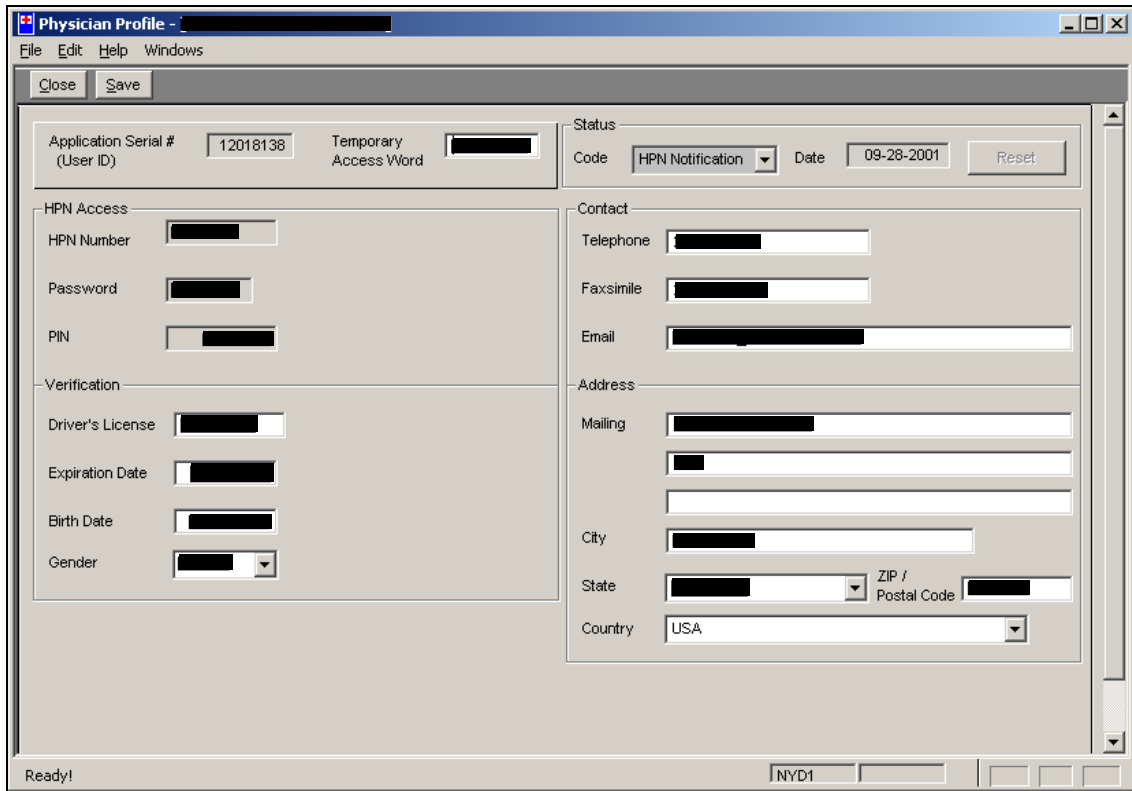 Physician Profile -
File Edit Help Windows
Close Save
Application Serial # (User ID) 12018138
Temporary Access Word
Status
Code HPN Notification Date 09-28-2001 Reset
HPN Access
HPN Number
Password
PIN
Contact
Telephone
Faxsimile
Email
Verification
Driver's License
Expiration Date
Birth Date
Gender
Address
Mailing
City
State
ZIP / Postal Code
Country USA
Ready! NYD1